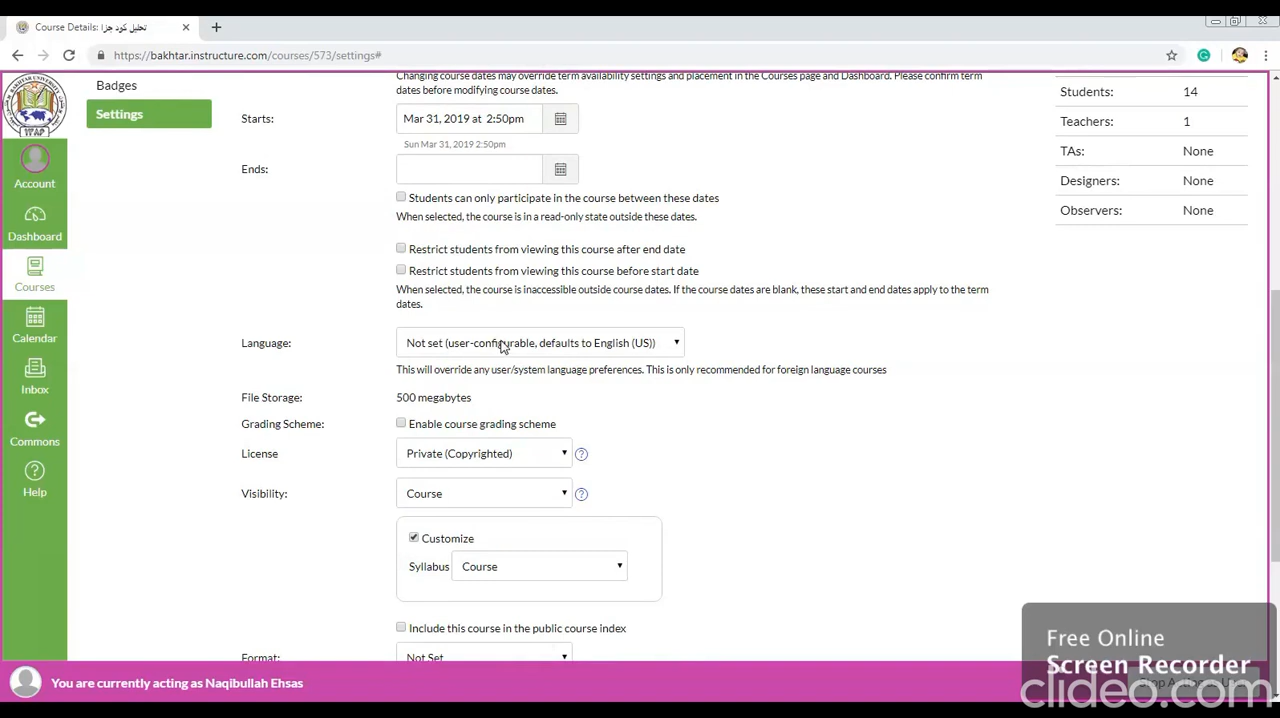 Course Details: تحلیل کود جزا
https://bakhtar.instructure.com/courses/573/settings#
Badges
Settings
Account
Dashboard
Courses
Calendar
Inbox
Commons
Help
Changing course dates may override term availability settings and placement in the Courses page and Dashboard. Please confirm term
dates before modifying course dates.
Starts: Mar 31, 2019 at 2:50pm
Sun Mar 31, 2019 2:50pm
Ends:
Students can only participate in the course between these dates
When selected, the course is in a read-only state outside these dates.
Restrict students from viewing this course after end date
Restrict students from viewing this course before start date
When selected, the course is inaccessible outside course dates. If the course dates are blank, these start and end dates apply to the term
dates.
Language: Not set (user-configurable, defaults to English (US))
This will override any user/system language preferences. This is only recommended for foreign language courses
File Storage: 500 megabytes
Grading Scheme: Enable course grading scheme
License Private (Copyrighted) ?
Visibility: Course ?
Customize
Syllabus Course
Include this course in the public course index
Format: Not Set
Students: 14
Teachers: 1
TAs: None
Designers: None
Observers: None
You are currently acting as Naqibullah Ehsas
Free Online
Screen Recorder
clideo.com